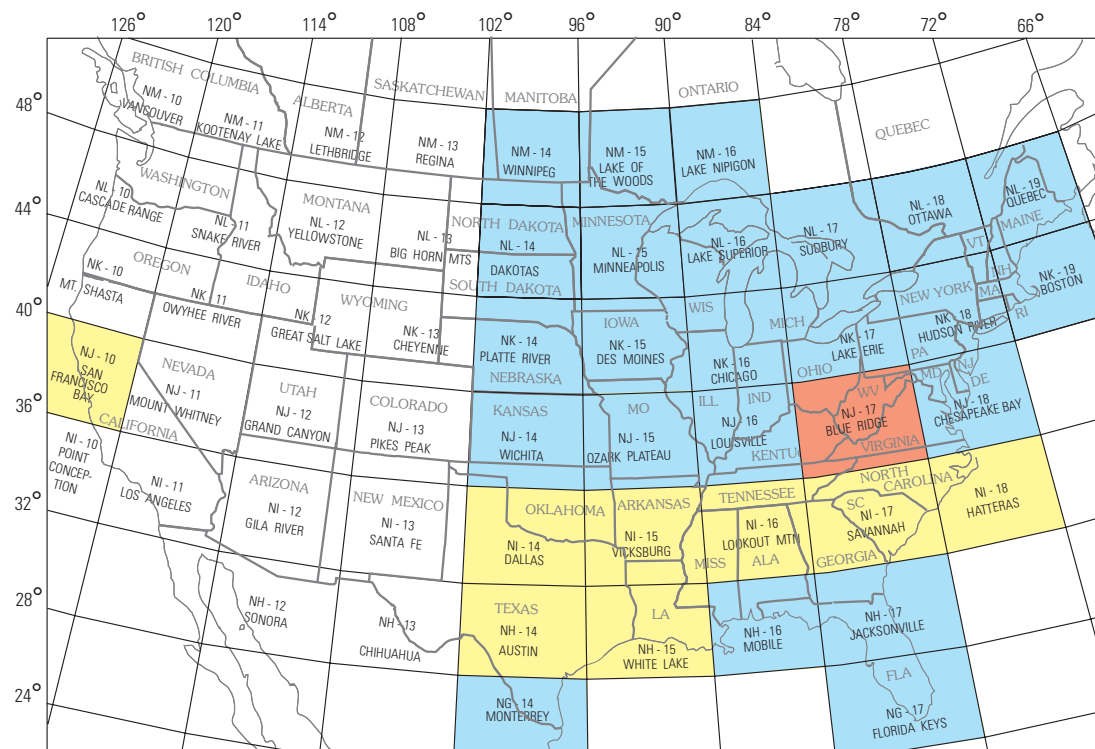 126° 120° 114° 108° 102° 96° 90° 84° 78° 72° 66°
48°
44°
40°
36°
32°
28°
24°
BRITISH COLUMBIA
ALBERTA
SASKATCHEWAN
MANITOBA
ONTARIO
QUEBEC
NM - 10
VANCOUVER
NM - 11
KOOTENAY LAKE
NM - 12
LETHBRIDGE
NM - 13
REGINA
NM - 14
WINNIPEG
NM - 15
LAKE OF
THE WOODS
NM - 16
LAKE NIPIGON
WASHINGTON
MONTANA
NORTH DAKOTA
MINNESOTA
VT
MAINE
NL - 10
CASCADE RANGE
NL - 11
SNAKE RIVER
NL - 12
YELLOWSTONE
NL - 13
BIG HORN MTS
NL - 14
DAKOTAS
NL - 15
MINNEAPOLIS
NL - 16
LAKE SUPERIOR
NL - 17
SUDBURY
NL - 18
OTTAWA
NL - 19
QUEBEC
OREGON
IDAHO
WYOMING
SOUTH DAKOTA
IOWA
WIS
MICH
NEW YORK
NH
MA
RI
NK - 10
MT. SHASTA
NK - 11
OWYHEE RIVER
NK - 12
GREAT SALT LAKE
NK - 13
CHEYENNE
NK - 14
PLATTE RIVER
NEBRASKA
NK - 15
DES MOINES
NK - 16
CHICAGO
NK - 17
LAKE ERIE
NK - 18
HUDSON RIVER
NK - 19
BOSTON
NEVADA
UTAH
COLORADO
KANSAS
MO
ILL
IND
OHIO
WV
PA
MD
NJ
DE
NJ - 10
SAN
FRANCISCO
BAY
NJ - 11
MOUNT WHITNEY
NJ - 12
GRAND CANYON
NJ - 13
PIKES PEAK
NJ - 14
WICHITA
NJ - 15
OZARK PLATEAU
NJ - 16
LOUISVILLE
NJ - 17
BLUE RIDGE
NJ - 18
CHESAPEAKE BAY
CALIFORNIA
ARIZONA
NEW MEXICO
OKLAHOMA
ARKANSAS
KENTUC
TENNESSEE
VIRGINIA
NORTH
CAROLINA
SC
NI - 10
POINT
CONCEP-
TION
NI - 11
LOS ANGELES
NI - 12
GILA RIVER
NI - 13
SANTA FE
NI - 14
DALLAS
NI - 15
VICKSBURG
NI - 16
LOOKOUT MTN
NI - 17
SAVANNAH
NI - 18
HATTERAS
MISS
ALA
GEORGIA
TEXAS
LA
NH - 12
SONORA
NH - 13
CHIHUAHUA
NH - 14
AUSTIN
NH - 15
WHITE LAKE
NH - 16
MOBILE
NH - 17
JACKSONVILLE
FLA
NG - 14
MONTERREY
NG - 17
FLORIDA KEYS